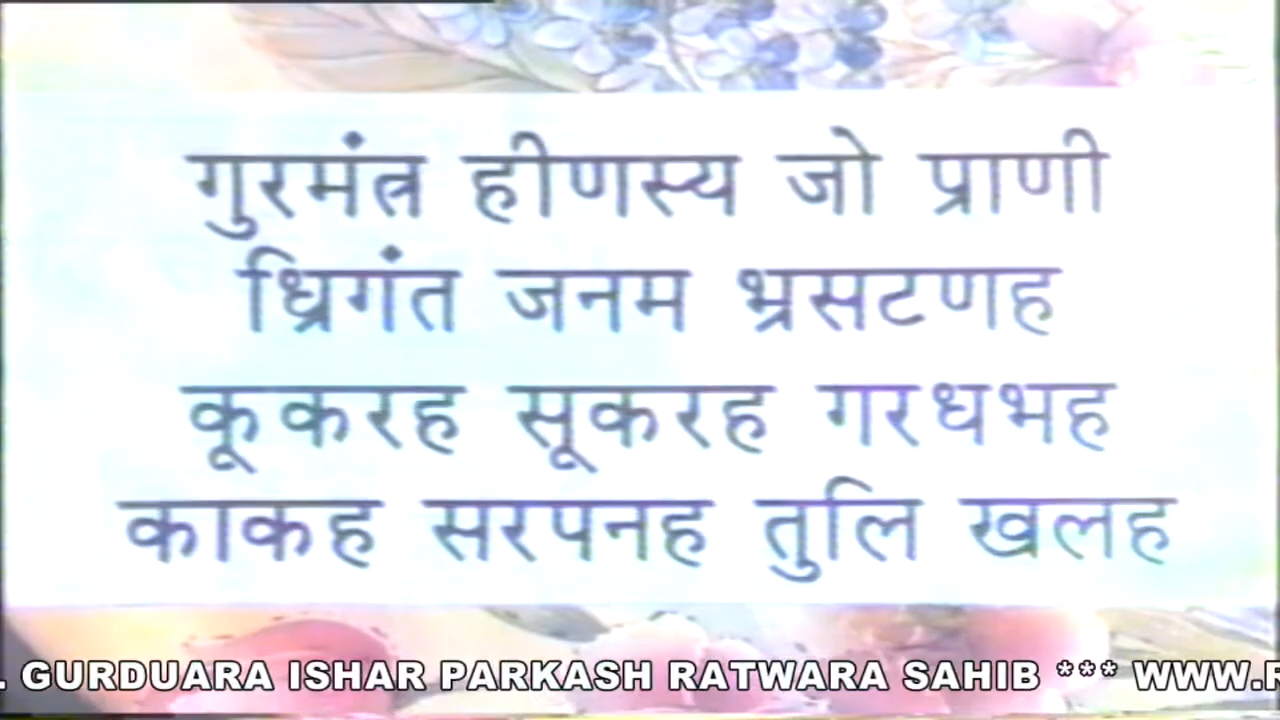 गुरमंत्र हीणस्य जो प्राणी
ध्रिगंत जनम भ्रसटणह
कूकरह सूकरह गरधभह
काकह सरपनह तुलि खलह
. GURDUARA ISHAR PARKASH RATWARA SAHIB *** WWW.R